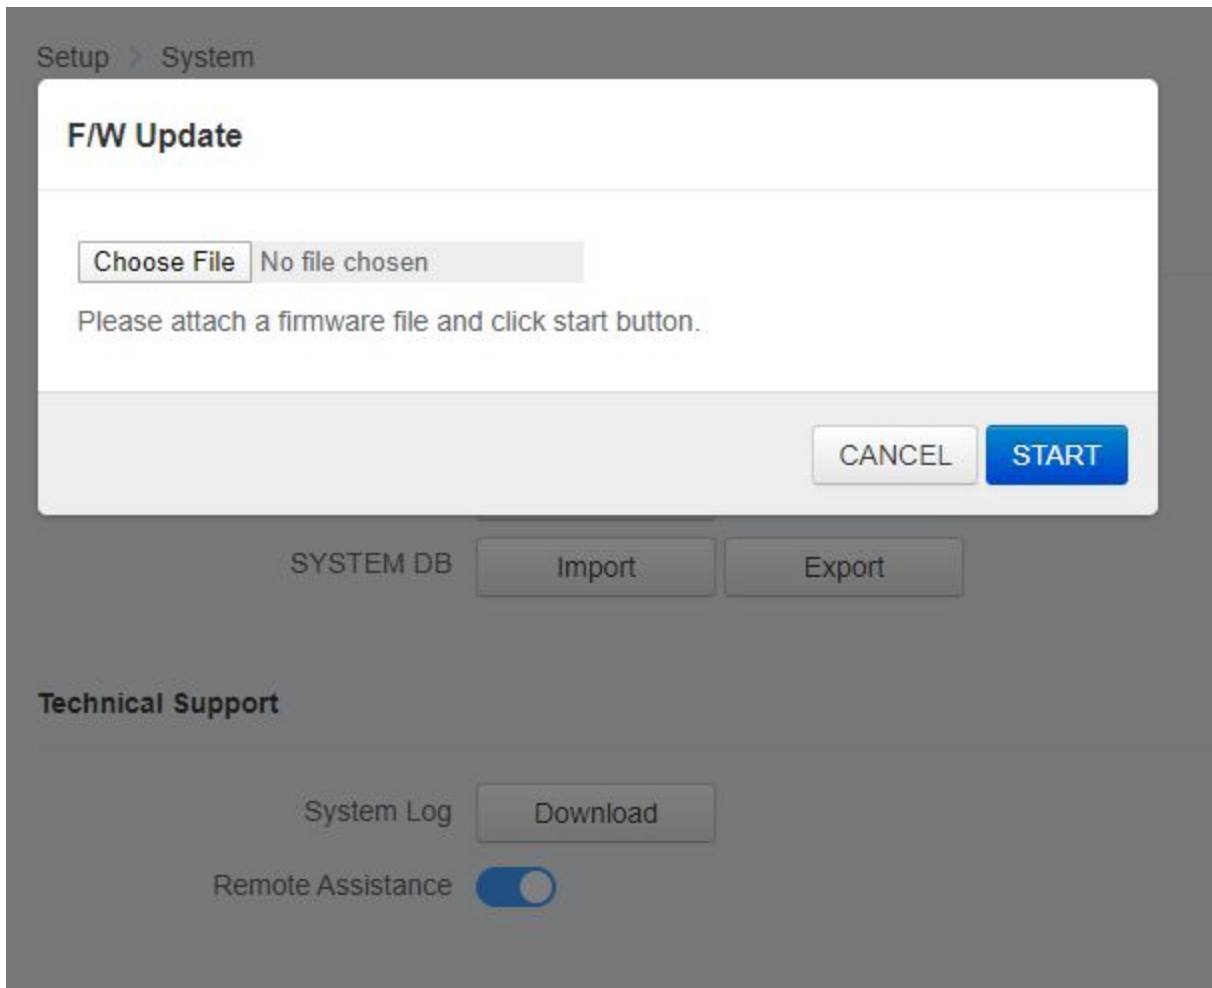 Setup > System
F/W Update
Choose File No file chosen
Please attach a firmware file and click start button.
CANCEL START
SYSTEM DB Import Export
Technical Support
System Log Download
Remote Assistance